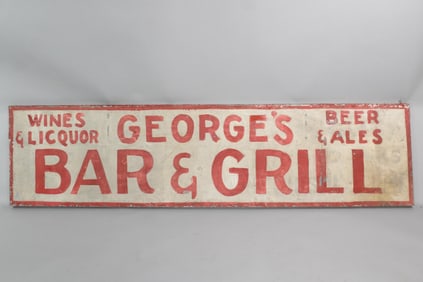 WINES
& LICQUOR
GEORGE'S
BEER
& ALES
BAR & GRILL